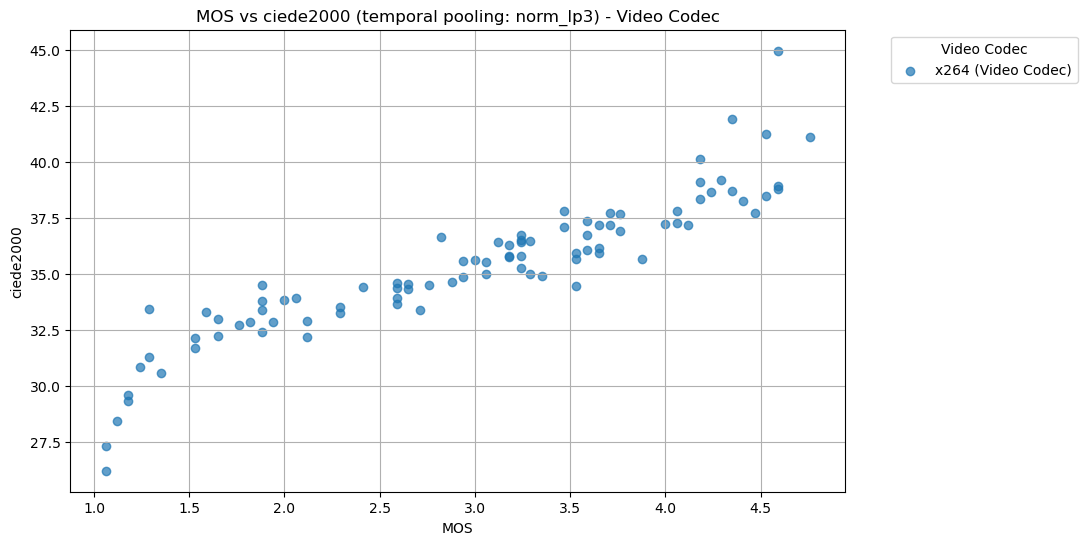 MOS vs ciede2000 (temporal pooling: norm_lp3) - Video Codec
Video Codec
x264 (Video Codec)
ciede2000
45.0
42.5
40.0
37.5
35.0
32.5
30.0
27.5
1.0 1.5 2.0 2.5 3.0 3.5 4.0 4.5
MOS